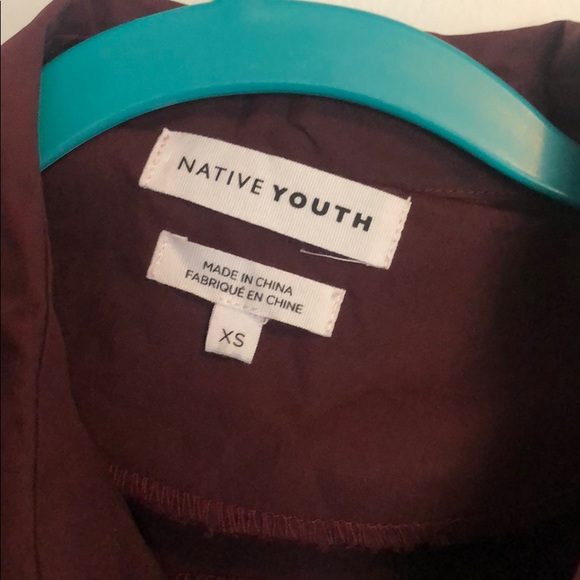 NATIVE YOUTH
MADE IN CHINA
FABRIQUÉ EN CHINE
XS